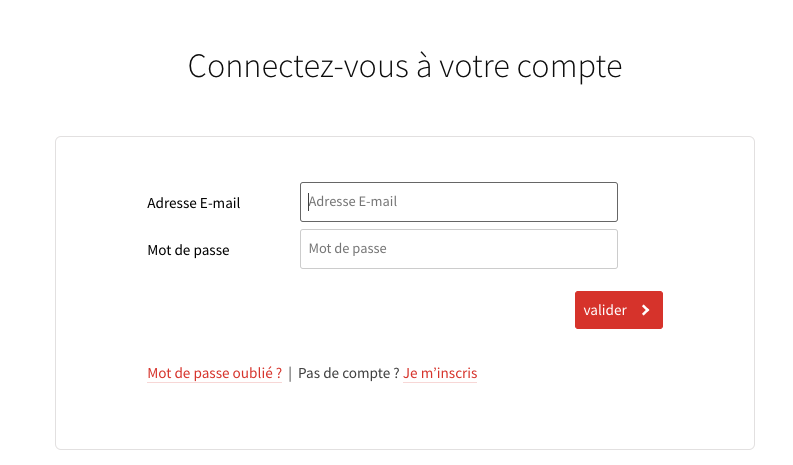 Connectez-vous à votre compte
Adresse E-mail Adresse E-mail
Mot de passe Mot de passe
valider
Mot de passe oublié ? | Pas de compte ? Je m’inscris